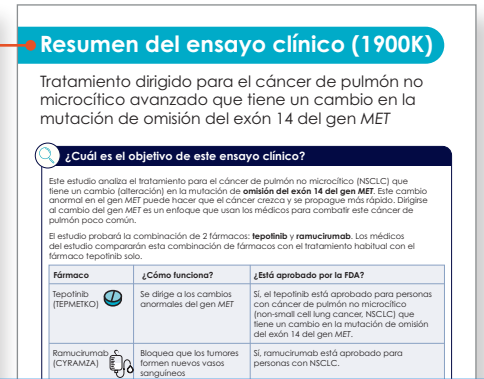 Resumen del ensayo clínico (1900K)
Tratamiento dirigido para el cáncer de pulmón no
microcítico avanzado que tiene un cambio en la
mutación de omisión del exón 14 del gen MET
¿Cuál es el objetivo de este ensayo clínico?
Este estudio analiza el tratamiento para el cáncer de pulmón no microcítico (NSCLC) que
tiene un cambio (alteración) en la mutación de omisión del exón 14 del gen MET. Este cambio
anormal en el gen MET puede hacer que el cáncer crezca y se propague más rápido. Dirigirse
al cambio del gen MET es un enfoque que usan los médicos para combatir este cáncer de
pulmón poco común.
El estudio probará la combinación de 2 fármacos: tepotinib y ramucirumab. Los médicos
del estudio compararán esta combinación de fármacos con el tratamiento habitual con el
fármaco tepotinib solo.
Fármaco ¿Cómo funciona? ¿Está aprobado por la FDA?
Tepotinib
(TEPMETKO)
Se dirige a los cambios
anormales del gen MET
Sí, el tepotinib está aprobado para personas
con cáncer de pulmón no microcítico
(non-small cell lung cancer, NSCLC) que
tiene un cambio en la mutación de omisión
del exón 14 del gen MET.
Ramucirumab
(CYRAMZA)
Bloquea que los tumores
formen nuevos vasos
sanguíneos
Sí, ramucirumab está aprobado para
personas con NSCLC.